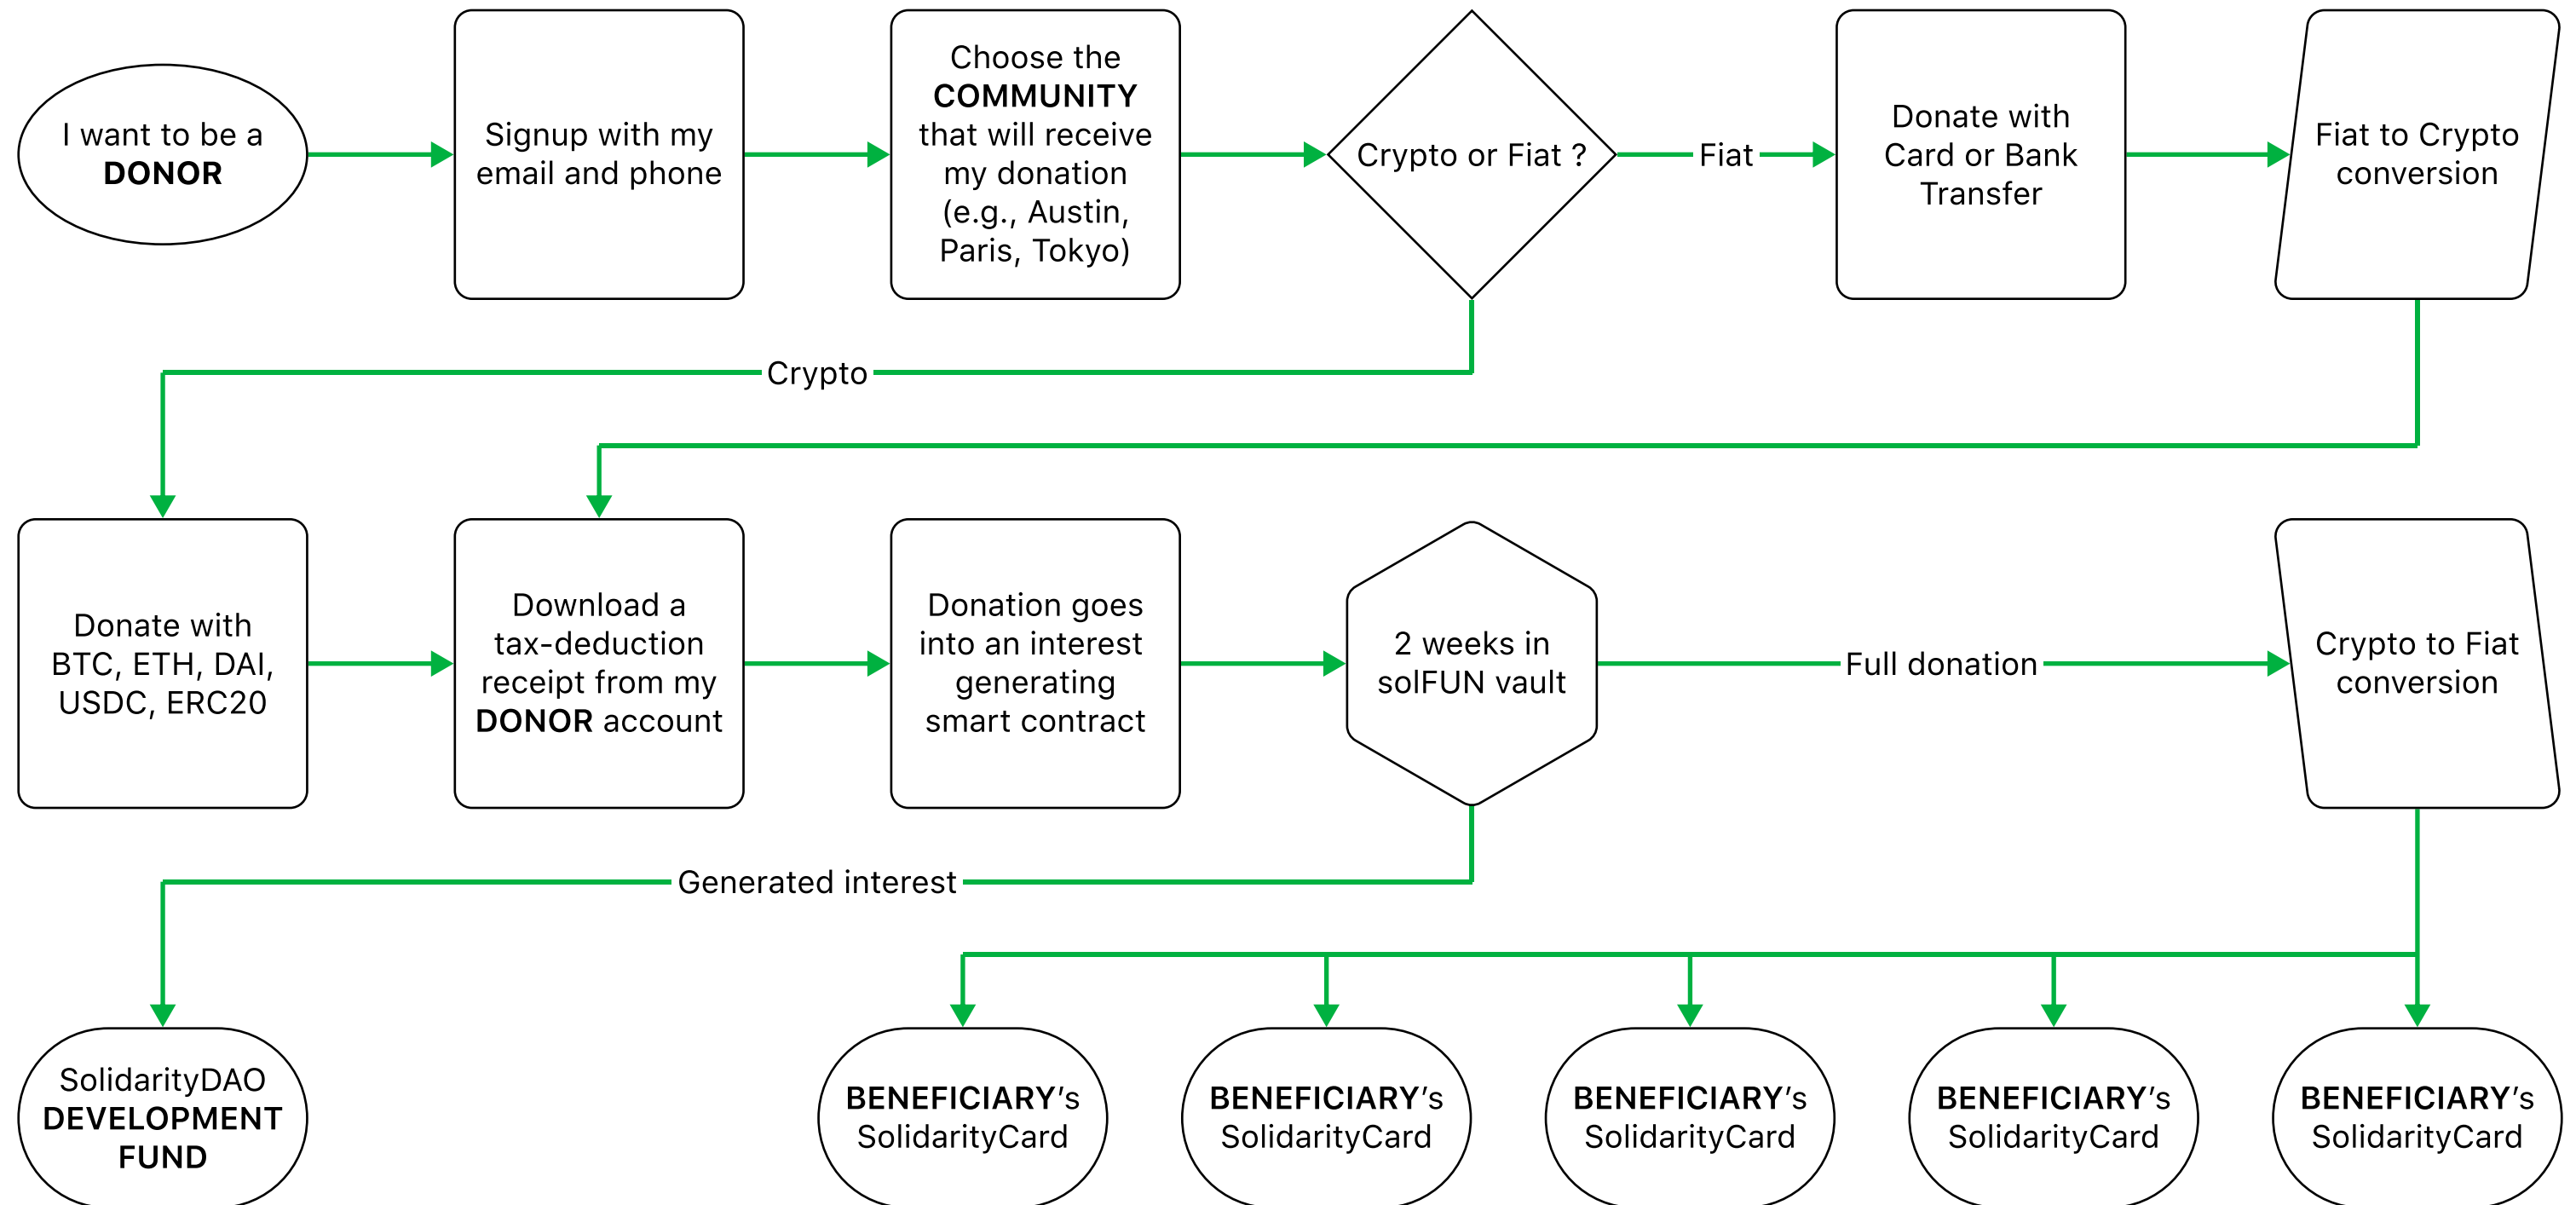 I want to be a
DONOR
Signup with my
email and phone
Choose the
COMMUNITY
that will receive
my donation
(e.g., Austin,
Paris, Tokyo)
Crypto or Fiat ?
Fiat
Donate with
Card or Bank
Transfer
Fiat to Crypto
conversion
Crypto
Donate with
BTC, ETH, DAI,
USDC, ERC20
Download a
tax-deduction
receipt from my
DONOR account
Donation goes
into an interest
generating
smart contract
2 weeks in
solFUN vault
Full donation
Crypto to Fiat
conversion
Generated interest
SolidarityDAO
DEVELOPMENT
FUND
BENEFICIARY’s
SolidarityCard
BENEFICIARY’s
SolidarityCard
BENEFICIARY’s
SolidarityCard
BENEFICIARY’s
SolidarityCard
BENEFICIARY’s
SolidarityCard